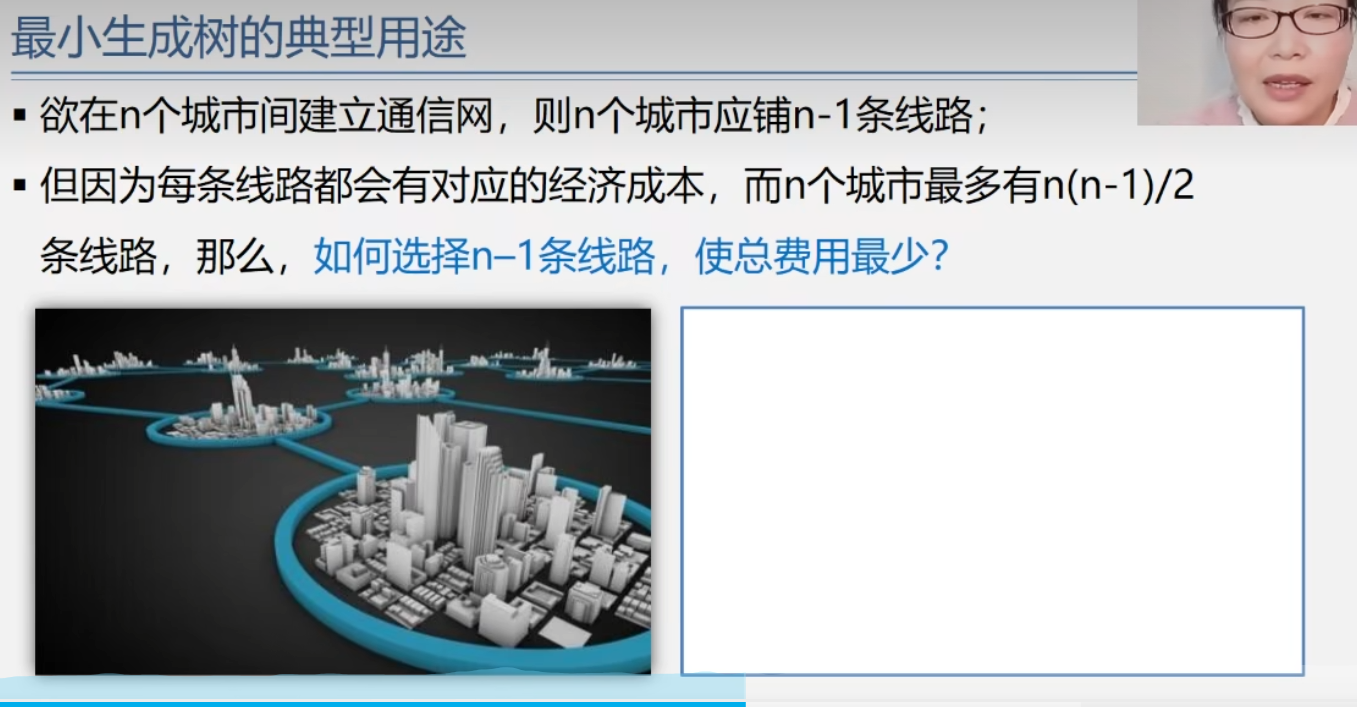 最小生成树的典型用途
▪ 欲在n个城市间建立通信网，则n个城市应铺n-1条线路；
▪ 但因为每条线路都会有对应的经济成本，而n个城市最多有n(n-1)/2
条线路，那么，如何选择n–1条线路，使总费用最少？